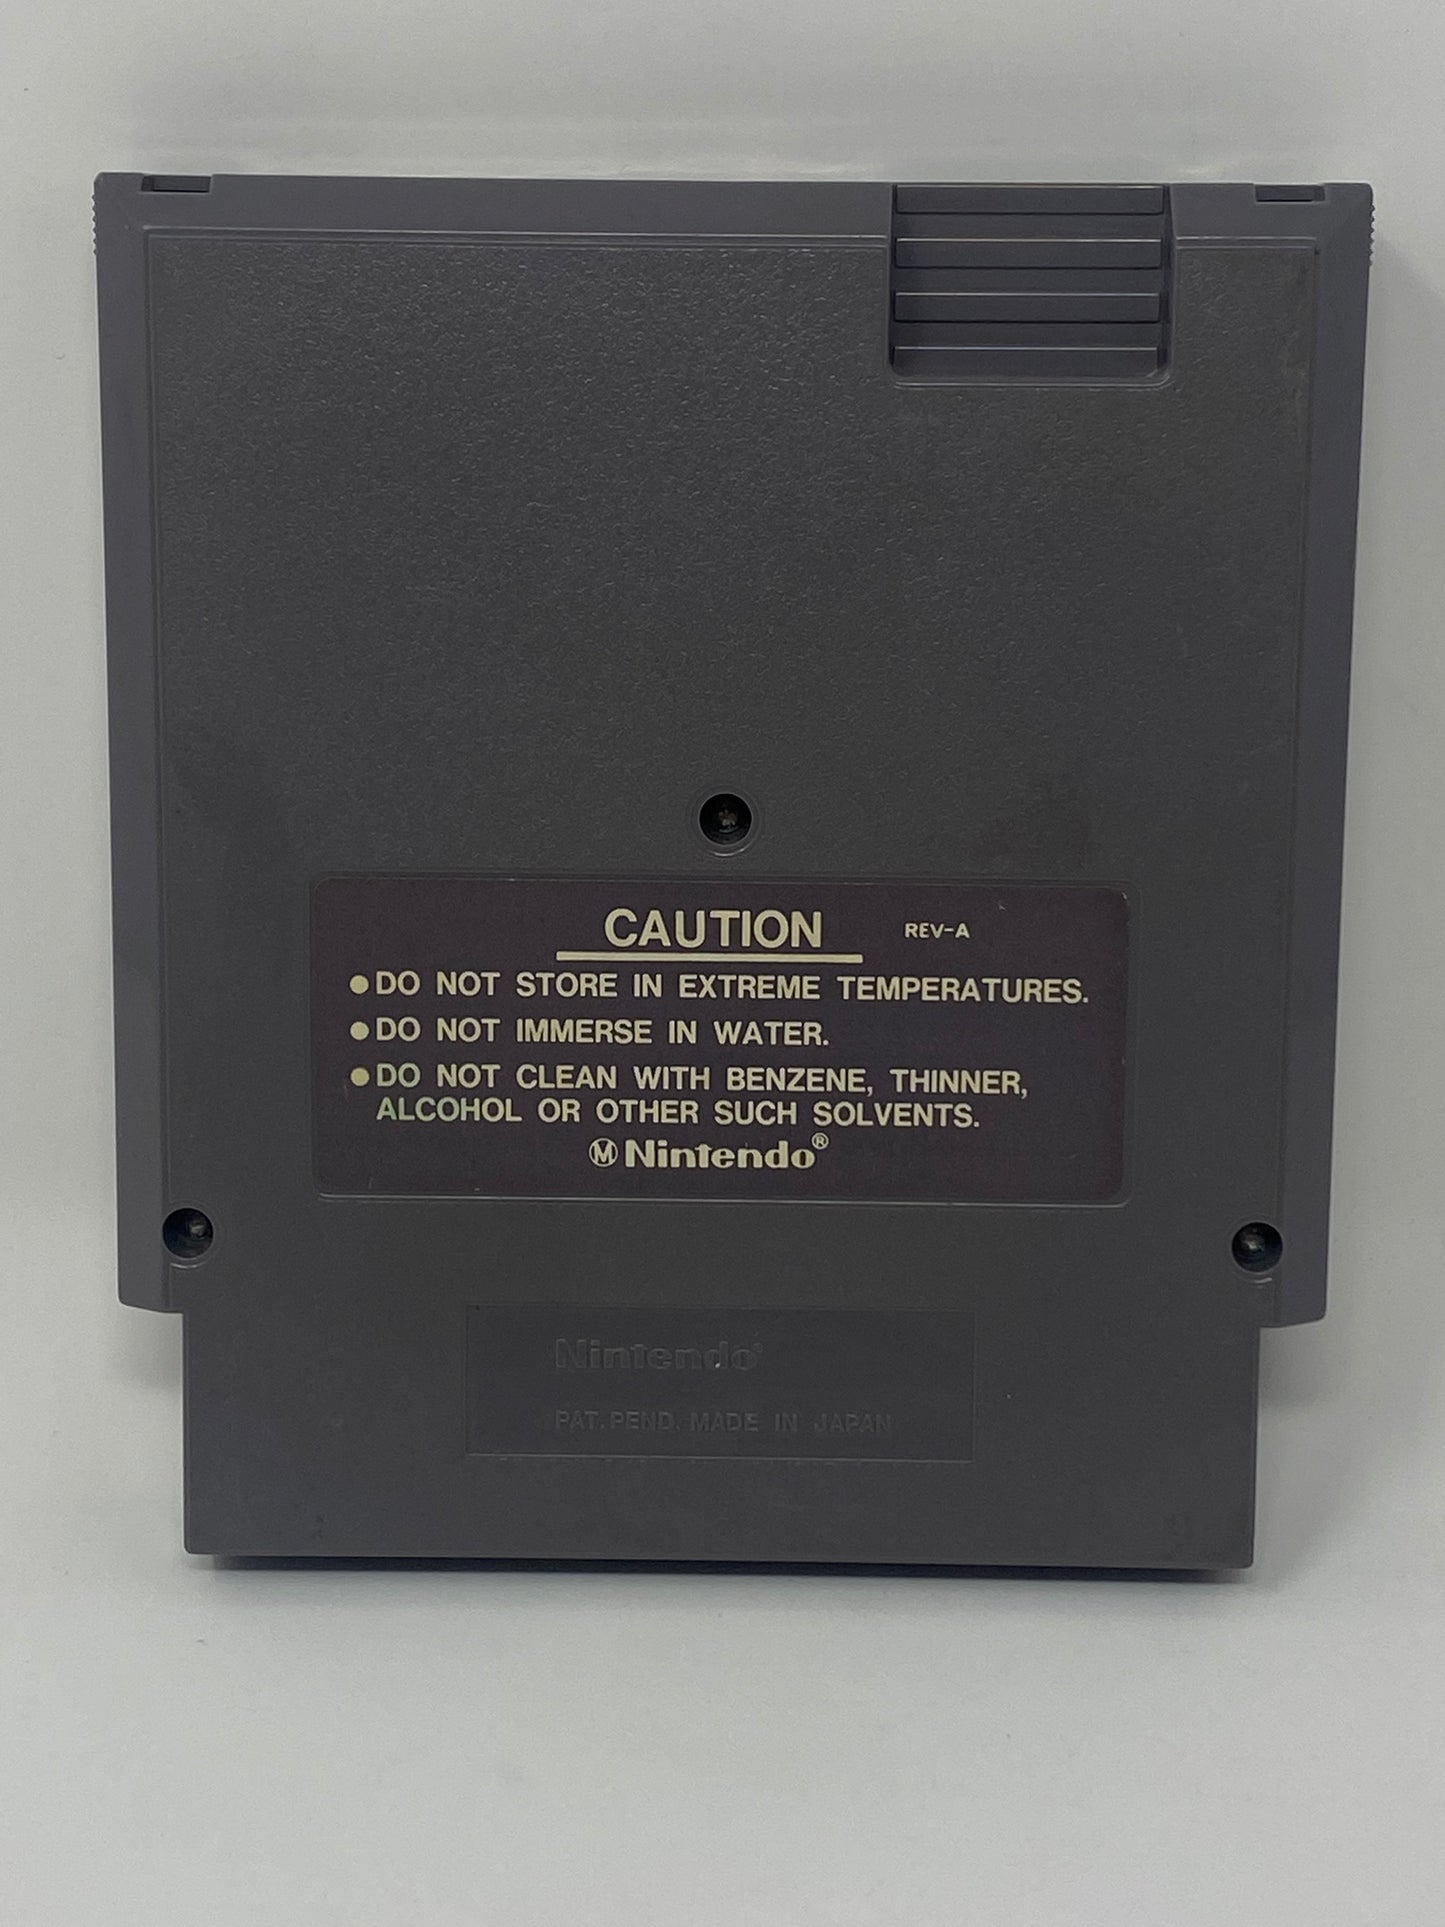 CAUTION REV-A
●DO NOT STORE IN EXTREME TEMPERATURES.
●DO NOT IMMERSE IN WATER.
●DO NOT CLEAN WITH BENZENE, THINNER,
ALCOHOL OR OTHER SUCH SOLVENTS.
Ⓜ Nintendo®
Nintendo®
PAT. PEND. MADE IN JAPAN